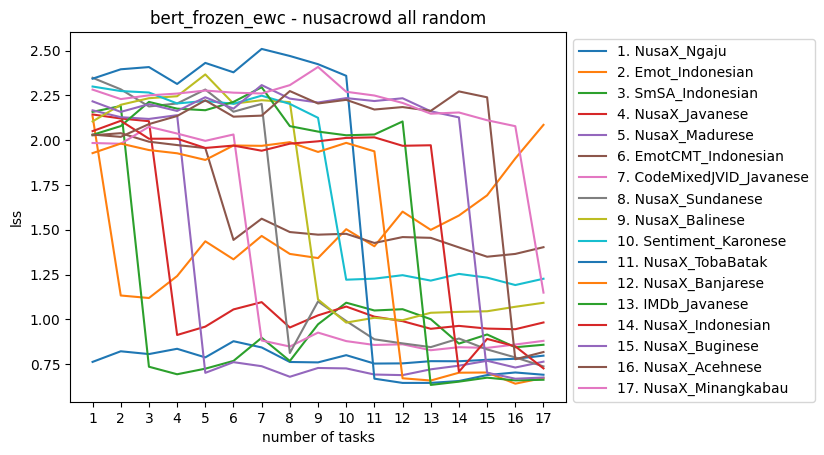 bert_frozen_ewc - nusacrowd all random
lss
2.50
2.25
2.00
1.75
1.50
1.25
1.00
0.75
1 2 3 4 5 6 7 8 9 10 11 12 13 14 15 16 17
number of tasks
1. NusaX_Ngaju
2. Emot_Indonesian
3. SmSA_Indonesian
4. NusaX_Javanese
5. NusaX_Madurese
6. EmotCMT_Indonesian
7. CodeMixedJVID_Javanese
8. NusaX_Sundanese
9. NusaX_Balinese
10. Sentiment_Karonese
11. NusaX_TobaBatak
12. NusaX_Banjarese
13. IMDb_Javanese
14. NusaX_Indonesian
15. NusaX_Buginese
16. NusaX_Acehnese
17. NusaX_Minangkabau